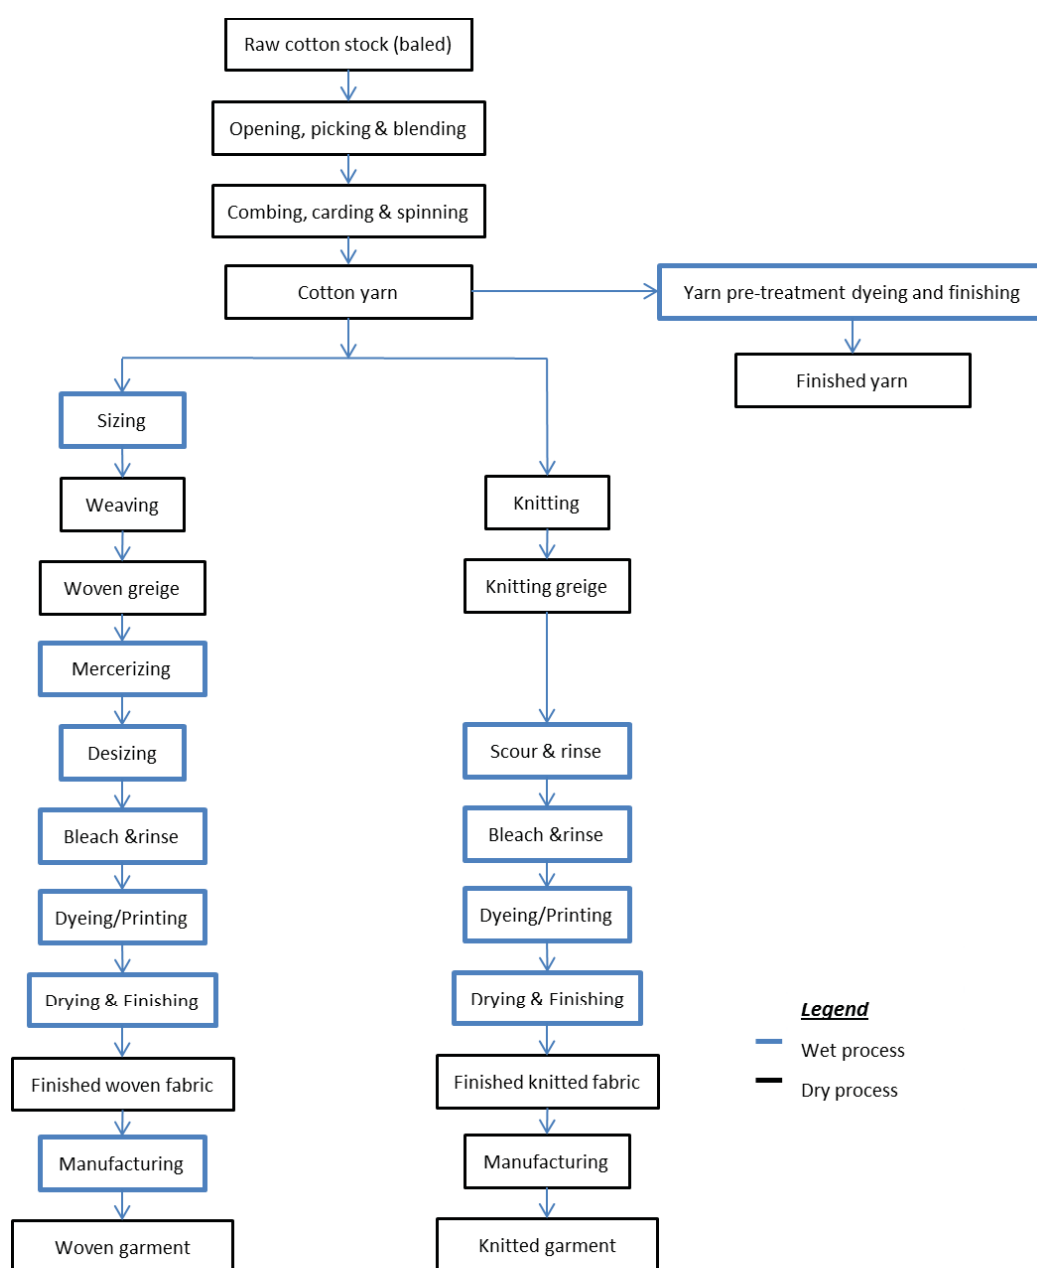 Raw cotton stock (baled)
Opening, picking & blending
Combing, carding & spinning
Cotton yarn
Yarn pre-treatment dyeing and finishing
Finished yarn
Sizing
Weaving
Woven greige
Mercerizing
Desizing
Bleach &rinse
Dyeing/Printing
Drying & Finishing
Finished woven fabric
Manufacturing
Woven garment
Knitting
Knitting greige
Scour & rinse
Bleach &rinse
Dyeing/Printing
Drying & Finishing
Finished knitted fabric
Manufacturing
Knitted garment
Legend
Wet process
Dry process